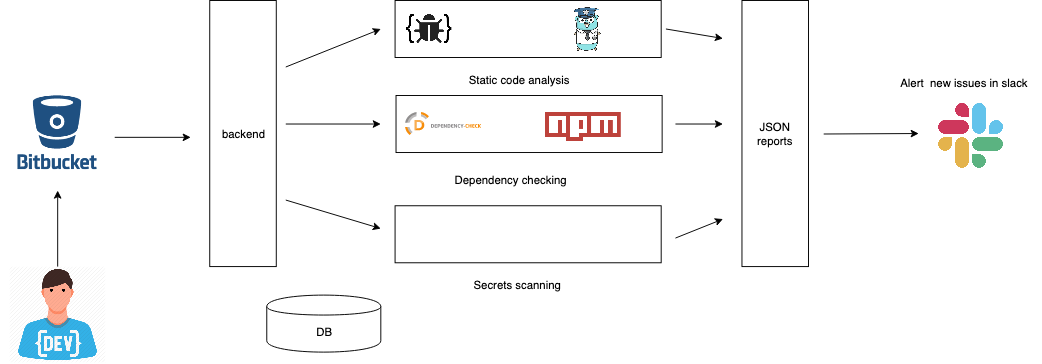 Static code analysis
Alert  new issues in slack
Bitbucket
backend
DEPENDENCY-CHECK
npm
JSON
reports
Dependency checking
Secrets scanning
{DEV}
DB